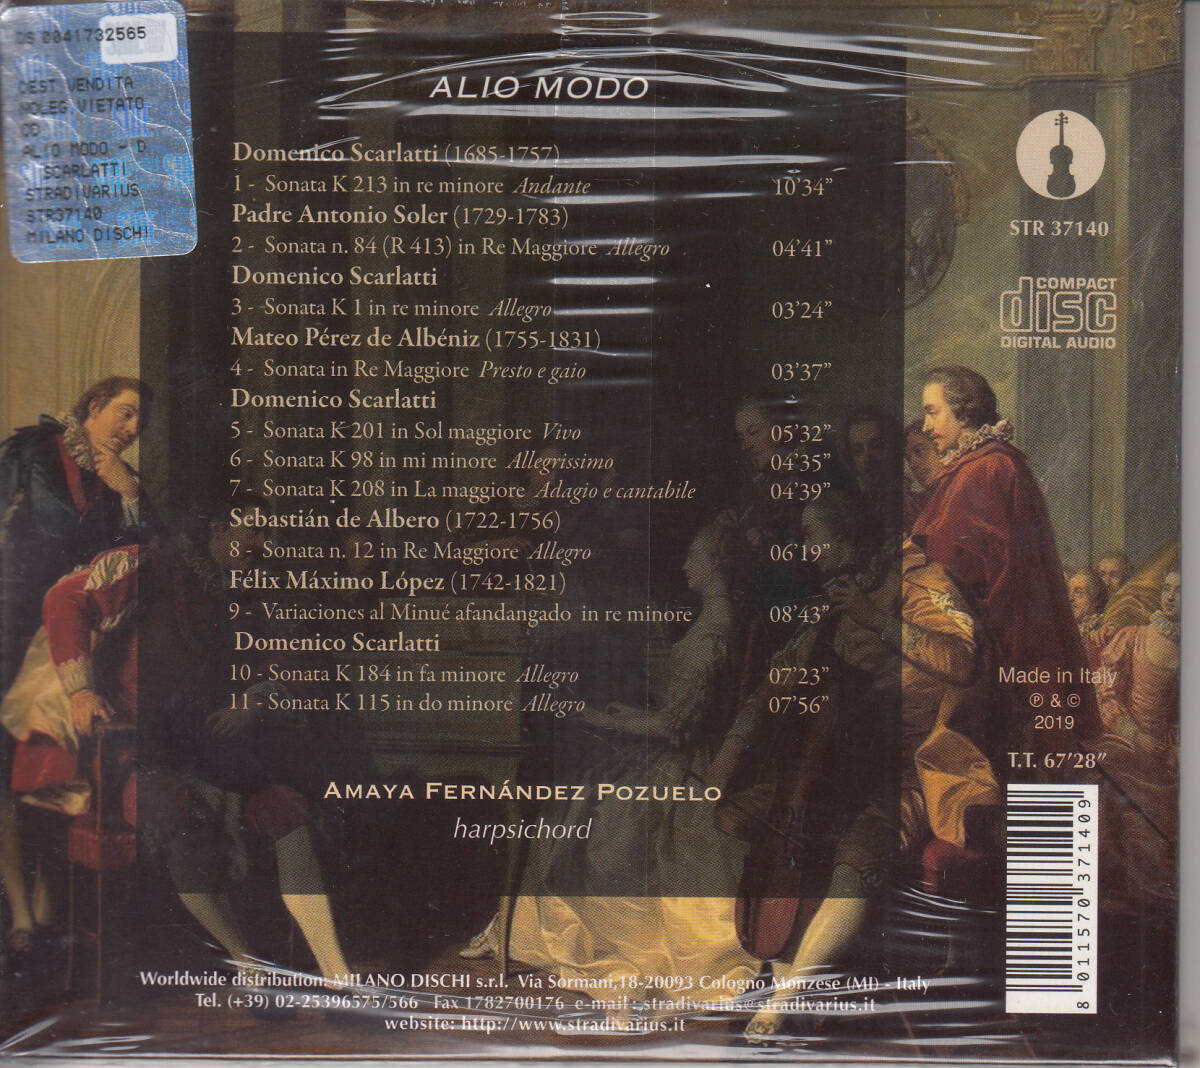 DS 0041732565
DEST VENDITA
NOLEG VIETATO
CD
ALIO MODO - D
SCARLATTI
STRADIVARIUS
STR37140
MILANO DISCHI
ALIO MODO
Domenico Scarlatti (1685-1757)
1 - Sonata K 213 in re minore Andante 10'34"
Padre Antonio Soler (1729-1783)
2 - Sonata n. 84 (R 413) in Re Maggiore Allegro 04'41"
Domenico Scarlatti
3 - Sonata K 1 in re minore Allegro 03'24"
Mateo Pérez de Albéniz (1755-1831)
4 - Sonata in Re Maggiore Presto e gaio 03'37"
Domenico Scarlatti
5 - Sonata K 201 in Sol maggiore Vivo 05'32"
6 - Sonata K 98 in mi minore Allegrissimo 04'35"
7 - Sonata K 208 in La maggiore Adagio e cantabile 04'39"
Sebastián de Albero (1722-1756)
8 - Sonata n. 12 in Re Maggiore Allegro 06'19"
Félix Máximo López (1742-1821)
9 - Variaciones al Minué afandangado in re minore 08'43"
Domenico Scarlatti
10 - Sonata K 184 in fa minore Allegro 07'23"
11 - Sonata K 115 in do minore Allegro 07'56"
AMAYA FERNÁNDEZ POZUELO
harpsichord
STR 37140
COMPACT
disc
DIGITAL AUDIO
Made in Italy
℗ & ©
2019
T.T. 67'28"
8 011570 371409
Worldwide distribution: MILANO DISCHI s.r.l. Via Sormani,18-20093 Cologno Monzese (MI) - Italy
Tel. (+39) 02-25396575/566 Fax 1782700176 e-mail: stradivarius@stradivarius.it
website: http://www.stradivarius.it